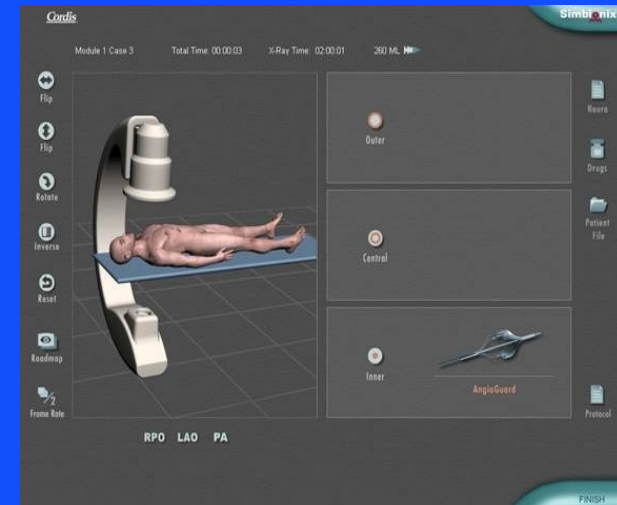 Cordis
Simbionix
Module 1 Case 3 Total Time: 00:00:03 X-Ray Time: 02:00:01 260 ML
Flip
Flip
Rotate
Inverse
Reset
Roadmap
1/2
Frame Rate
Outer
Central
Inner
AngioGuard
Neuro
Drugs
Patient
File
Protocol
RPO LAO PA
FINISH